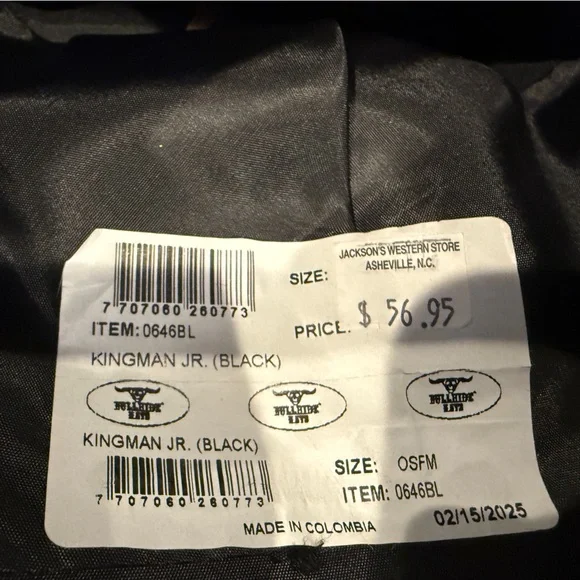 JACKSON'S WESTERN STORE
ASHEVILLE, N.C.
SIZE:
7 707060 260773
ITEM: 0646BL
PRICE. $ 56.95
KINGMAN JR. (BLACK)
BULLHIDE HATS
BULLHIDE HATS
BULLHIDE HATS
KINGMAN JR. (BLACK)
7 707060 260773
SIZE: OSFM
ITEM: 0646BL
02/15/2025
MADE IN COLOMBIA